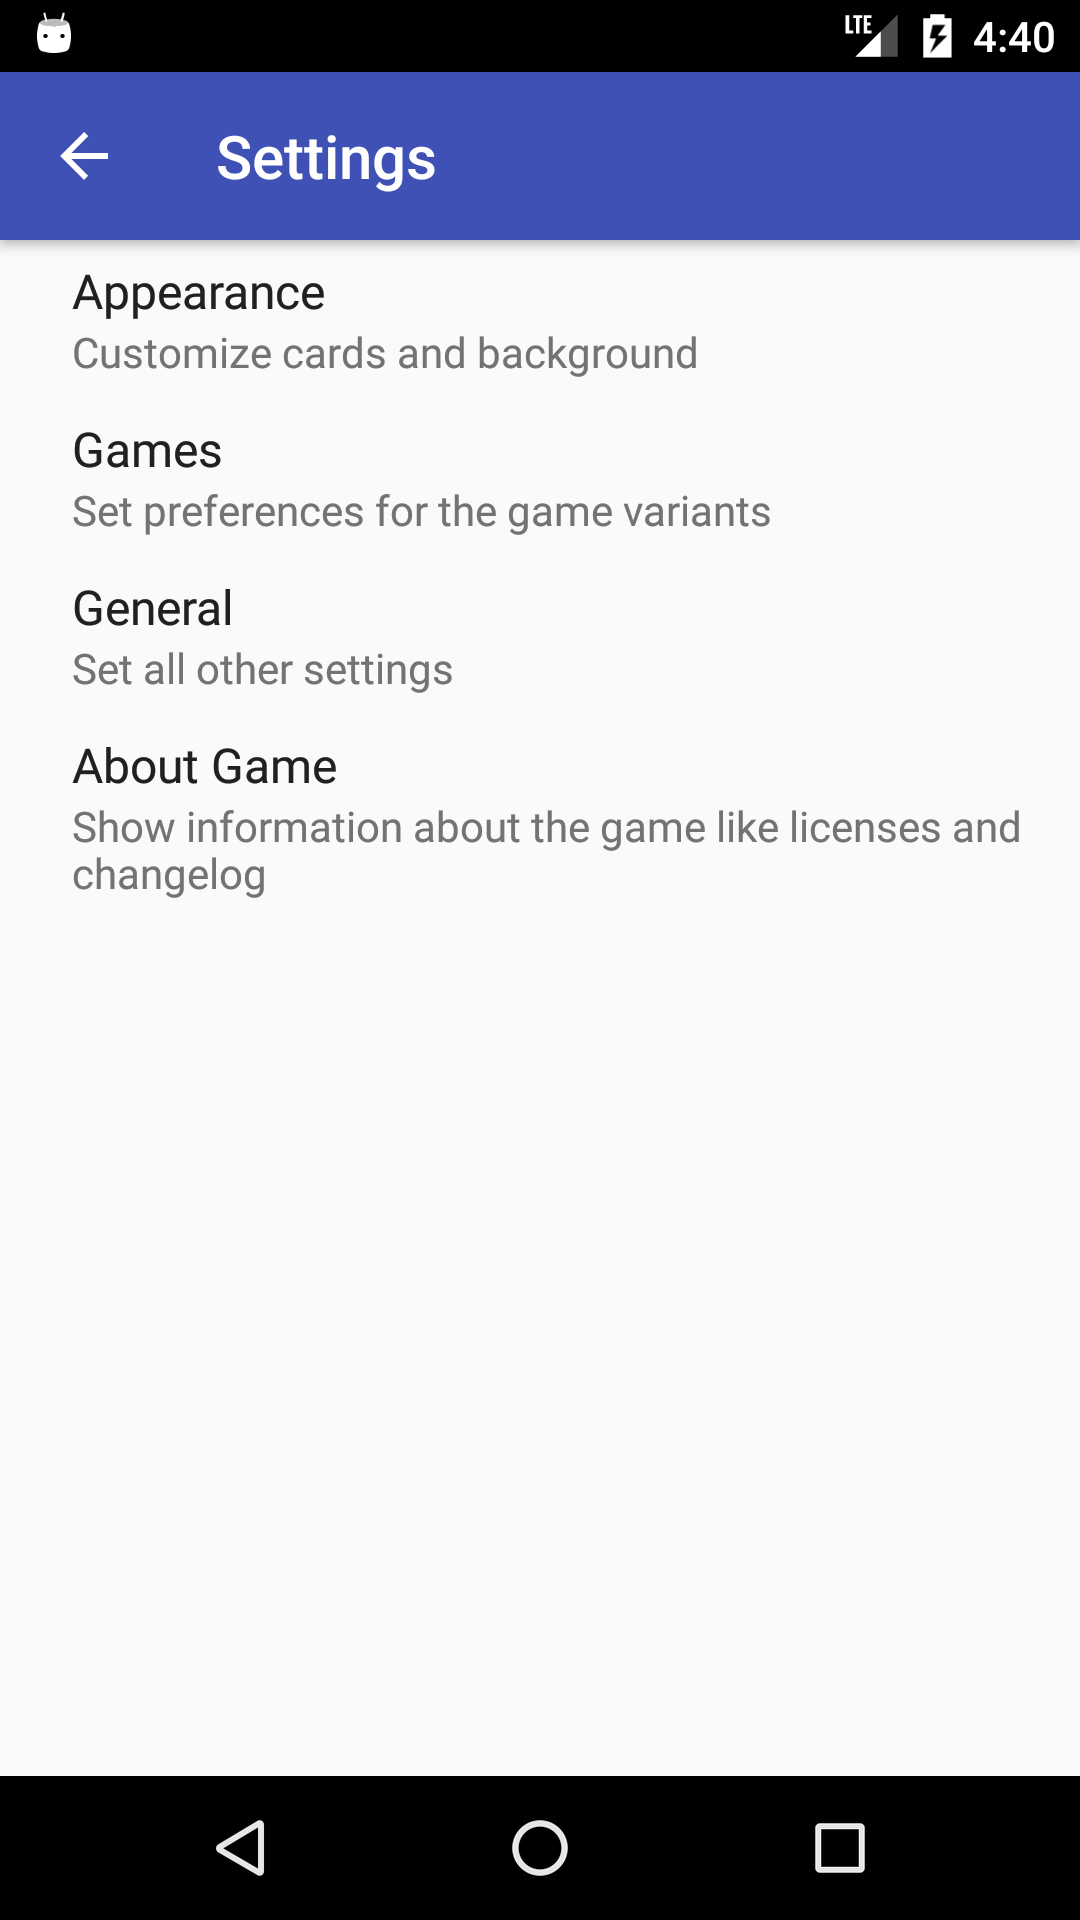 LTE 4:40
Settings
Appearance
Customize cards and background
Games
Set preferences for the game variants
General
Set all other settings
About Game
Show information about the game like licenses and
changelog